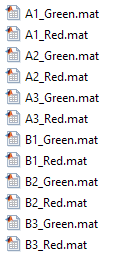 A1_Green.mat
A1_Red.mat
A2_Green.mat
A2_Red.mat
A3_Green.mat
A3_Red.mat
B1_Green.mat
B1_Red.mat
B2_Green.mat
B2_Red.mat
B3_Green.mat
B3_Red.mat